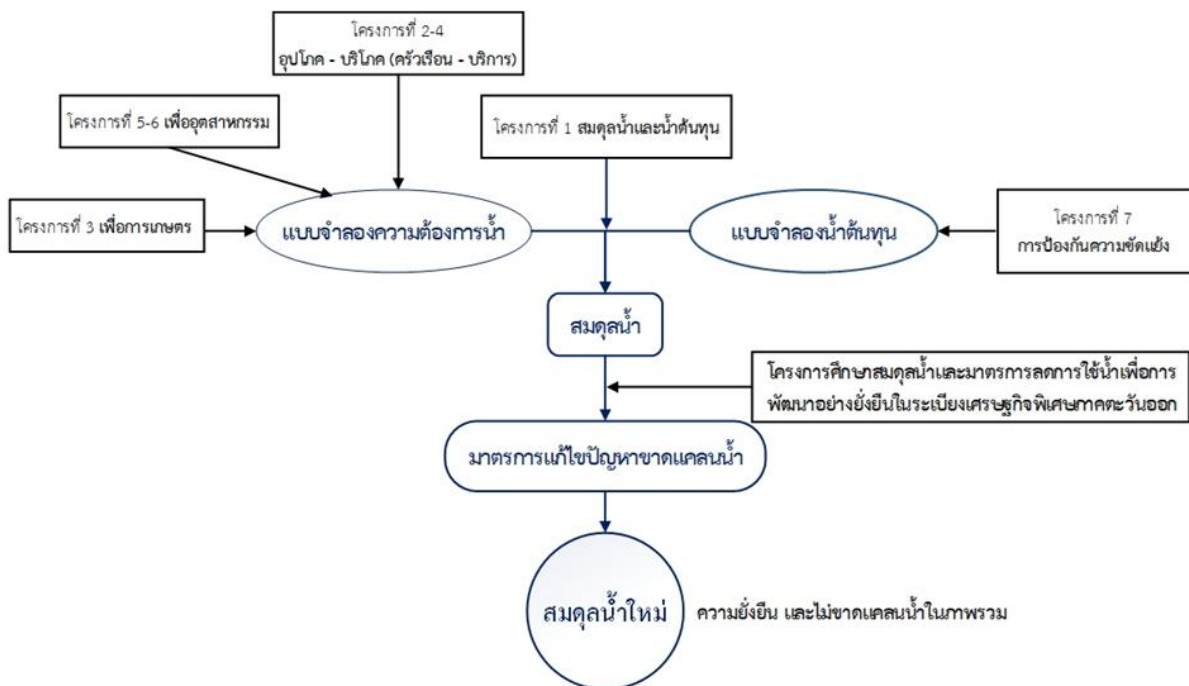 โครงการที่ 2-4
อุปโภค - บริโภค (ครัวเรือน - บริการ)
โครงการที่ 5-6 เพื่ออุตสาหกรรม
โครงการที่ 1 สมดุลน้ำและน้ำต้นทุน
โครงการที่ 3 เพื่อการเกษตร
แบบจำลองความต้องการน้ำ
แบบจำลองน้ำต้นทุน
โครงการที่ 7
การป้องกันความขัดแย้ง
สมดุลน้ำ
โครงการศึกษาสมดุลน้ำและมาตรการลดการใช้น้ำเพื่อการ
พัฒนาอย่างยั่งยืนในระเบียงเศรษฐกิจพิเศษภาคตะวันออก
มาตรการแก้ไขปัญหาขาดแคลนน้ำ
สมดุลน้ำใหม่
ความยั่งยืน และไม่ขาดแคลนน้ำในภาพรวม